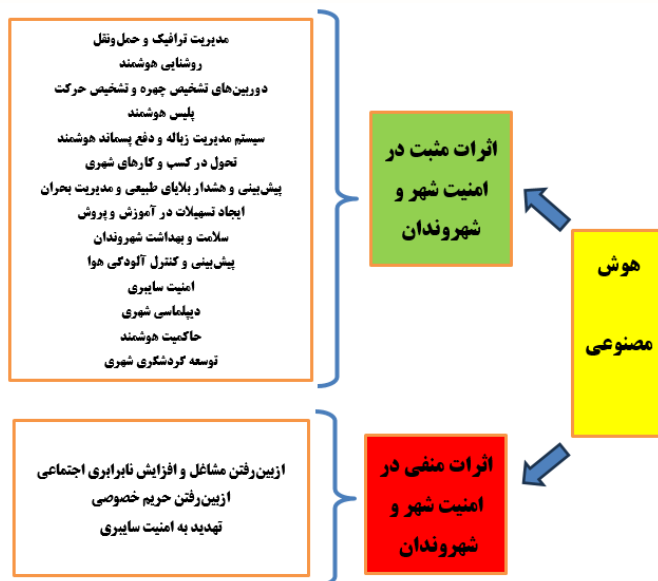 هوش
مصنوعی
اثرات مثبت در
امنیت شهر و
شهروندان
مدیریت ترافیک و حمل‌ونقل
روشنایی هوشمند
دوربین‌های تشخیص چهره و تشخیص حرکت
پلیس هوشمند
سیستم مدیریت زباله و دفع پسماند هوشمند
تحول در کسب و کارهای شهری
پیش‌بینی و هشدار بلایای طبیعی و مدیریت بحران
ایجاد تسهیلات در آموزش و پروش
سلامت و بهداشت شهروندان
پیش‌بینی و کنترل آلودگی هوا
امنیت سایبری
دیپلماسی شهری
حاکمیت هوشمند
توسعه گردشگری شهری
اثرات منفی در
امنیت شهر و
شهروندان
ازبین‌رفتن مشاغل و افزایش نابرابری اجتماعی
ازبین‌رفتن حریم خصوصی
تهدید به امنیت سایبری